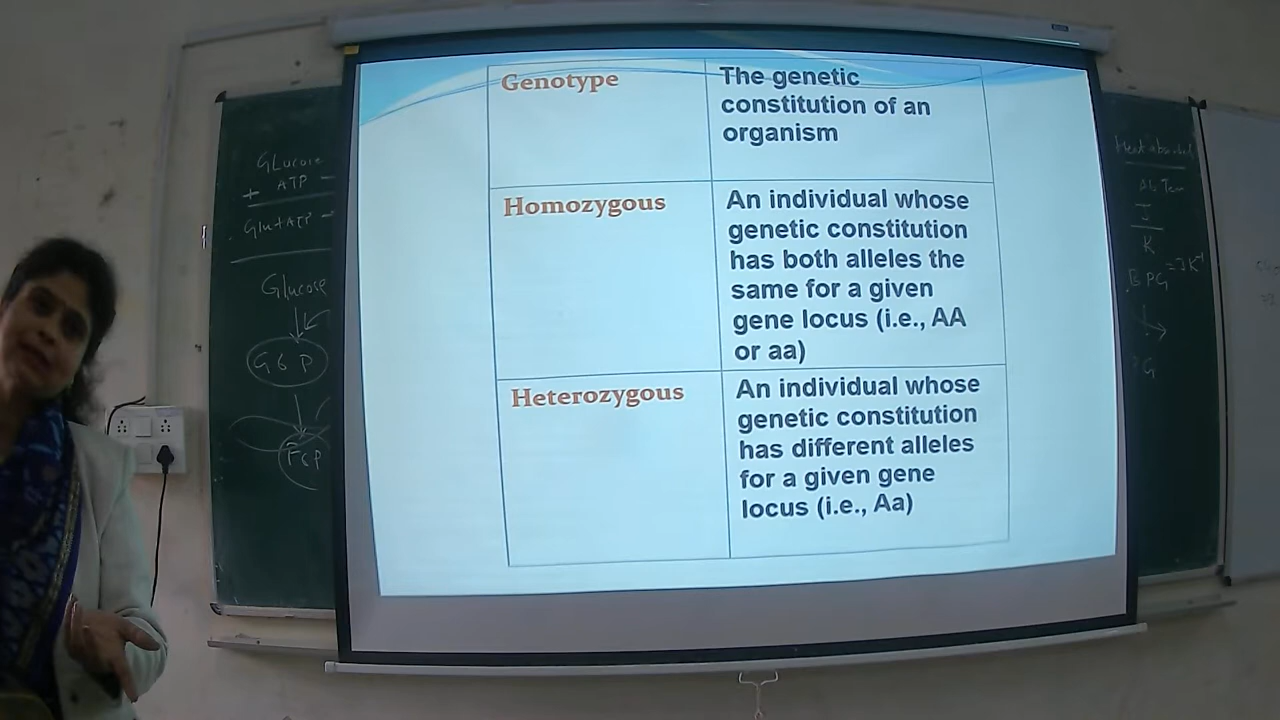 Genotype
The genetic
constitution of an
organism
Homozygous
An individual whose
genetic constitution
has both alleles the
same for a given
gene locus (i.e., AA
or aa)
Heterozygous
An individual whose
genetic constitution
has different alleles
for a given gene
locus (i.e., Aa)
GLucose
+ ATP
Glucose
G6P
F6P
J
K